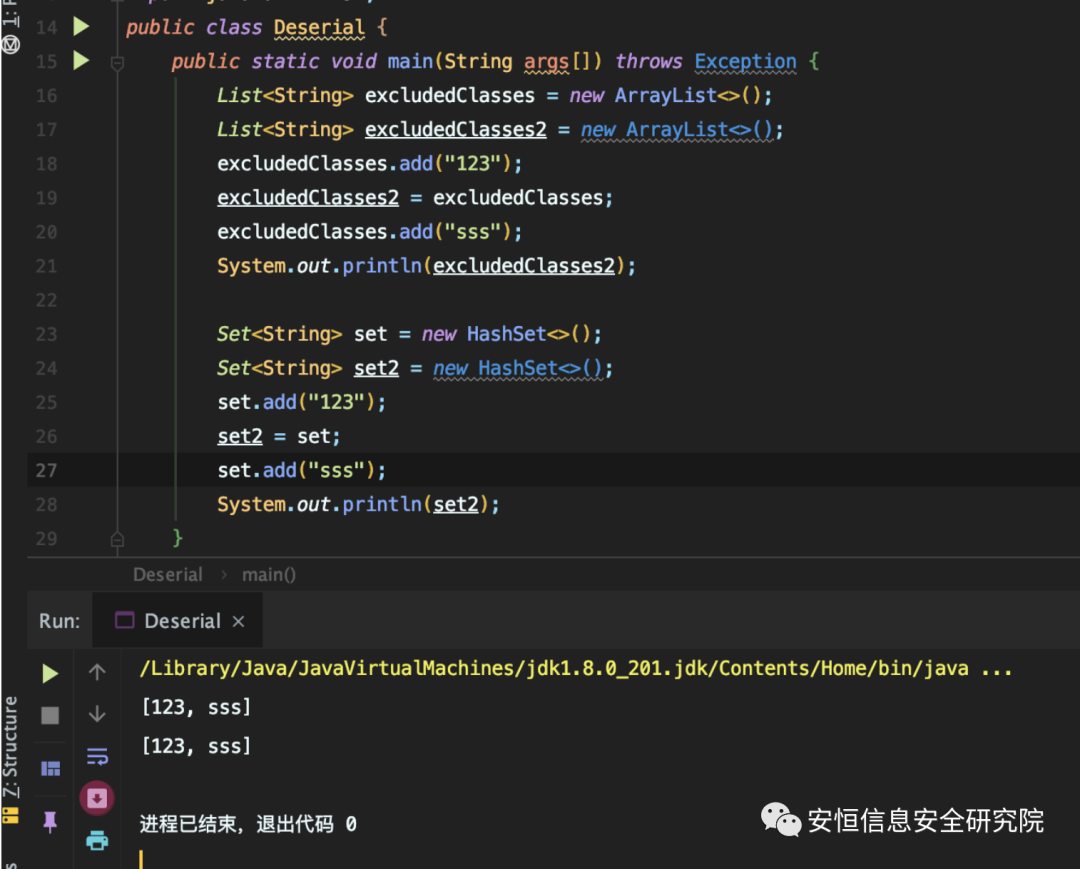 14 public class Deserial {
15 public static void main(String args[]) throws Exception {
16 List<String> excludedClasses = new ArrayList<>();
17 List<String> excludedClasses2 = new ArrayList<>();
18 excludedClasses.add("123");
19 excludedClasses2 = excludedClasses;
20 excludedClasses.add("sss");
21 System.out.println(excludedClasses2);
22
23 Set<String> set = new HashSet<>();
24 Set<String> set2 = new HashSet<>();
25 set.add("123");
26 set2 = set;
27 set.add("sss");
28 System.out.println(set2);
29 }
Deserial › main()
Run: Deserial ×
/Library/Java/JavaVirtualMachines/jdk1.8.0_201.jdk/Contents/Home/bin/java ...
[123, sss]
[123, sss]
进程已结束，退出代码 0
Z: Structure
安恒信息安全研究院